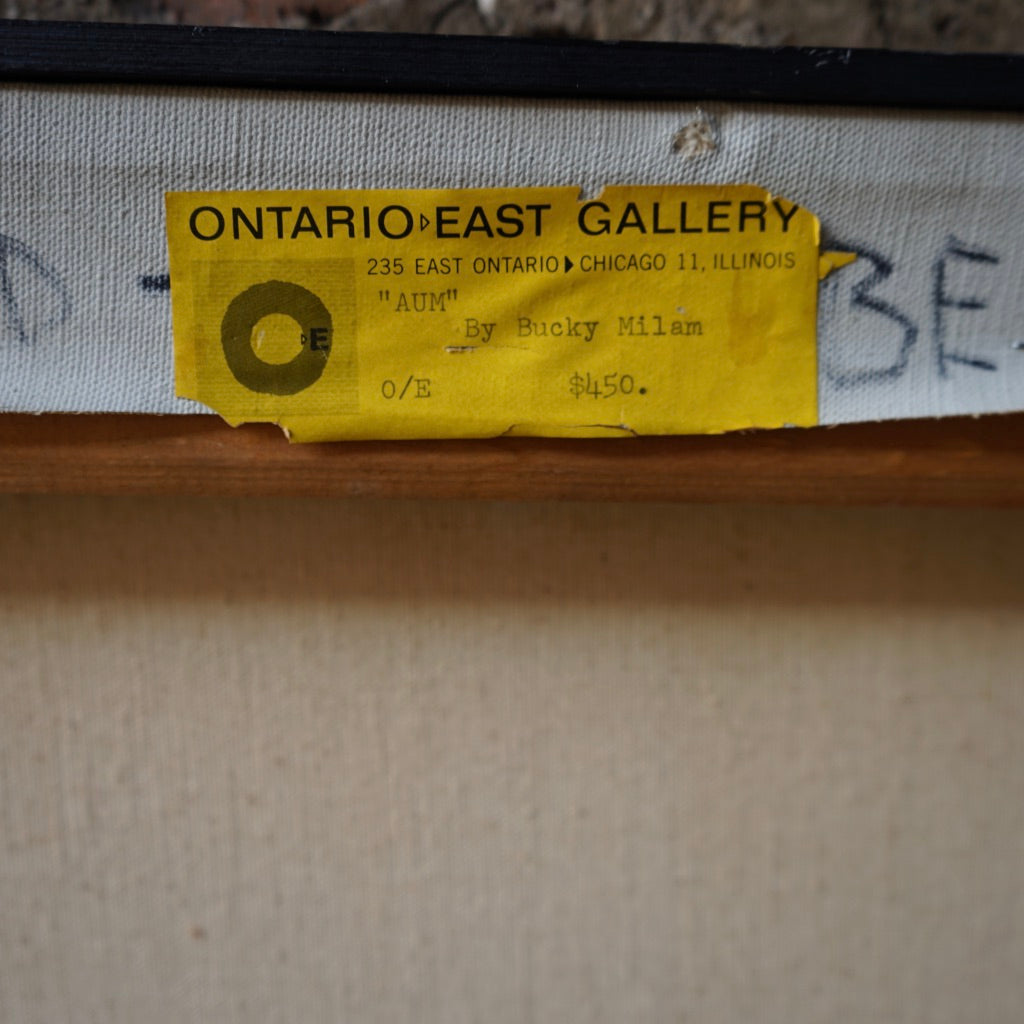 ONTARIO▹EAST GALLERY
235 EAST ONTARIO▶CHICAGO 11, ILLINOIS
"AUM"
By Bucky Milam
E
O/E $450.
BE